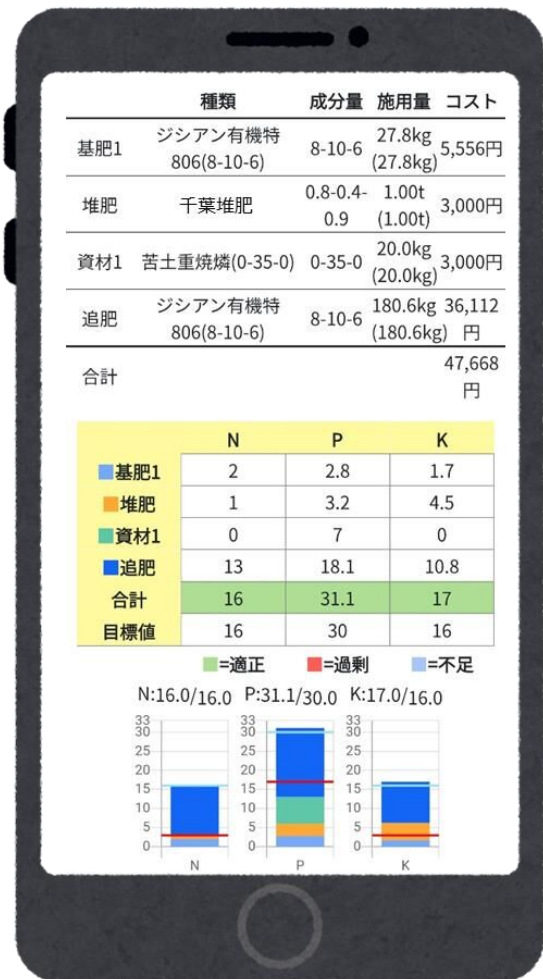 種類 成分量 施用量 コスト
基肥1 ジシアン有機特806(8-10-6) 8-10-6 27.8kg(27.8kg) 5,556円
堆肥 千葉堆肥 0.8-0.4-0.9 1.00t(1.00t) 3,000円
資材1 苦土重焼燐(0-35-0) 0-35-0 20.0kg(20.0kg) 3,000円
追肥 ジシアン有機特806(8-10-6) 8-10-6 180.6kg(180.6kg) 36,112円
合計 47,668円
N P K
基肥1 2 2.8 1.7
堆肥 1 3.2 4.5
資材1 0 7 0
追肥 13 18.1 10.8
合計 16 31.1 17
目標値 16 30 16
=適正 =過剰 =不足
N:16.0/16.0 P:31.1/30.0 K:17.0/16.0
33 33 33
30 30 30
25 25 25
20 20 20
15 15 15
10 10 10
5 5 5
0 0 0
N P K